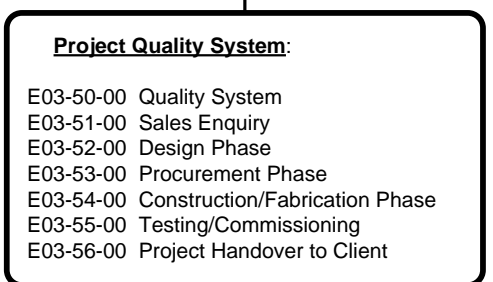 Project Quality System:
E03-50-00 Quality System
E03-51-00 Sales Enquiry
E03-52-00 Design Phase
E03-53-00 Procurement Phase
E03-54-00 Construction/Fabrication Phase
E03-55-00 Testing/Commissioning
E03-56-00 Project Handover to Client